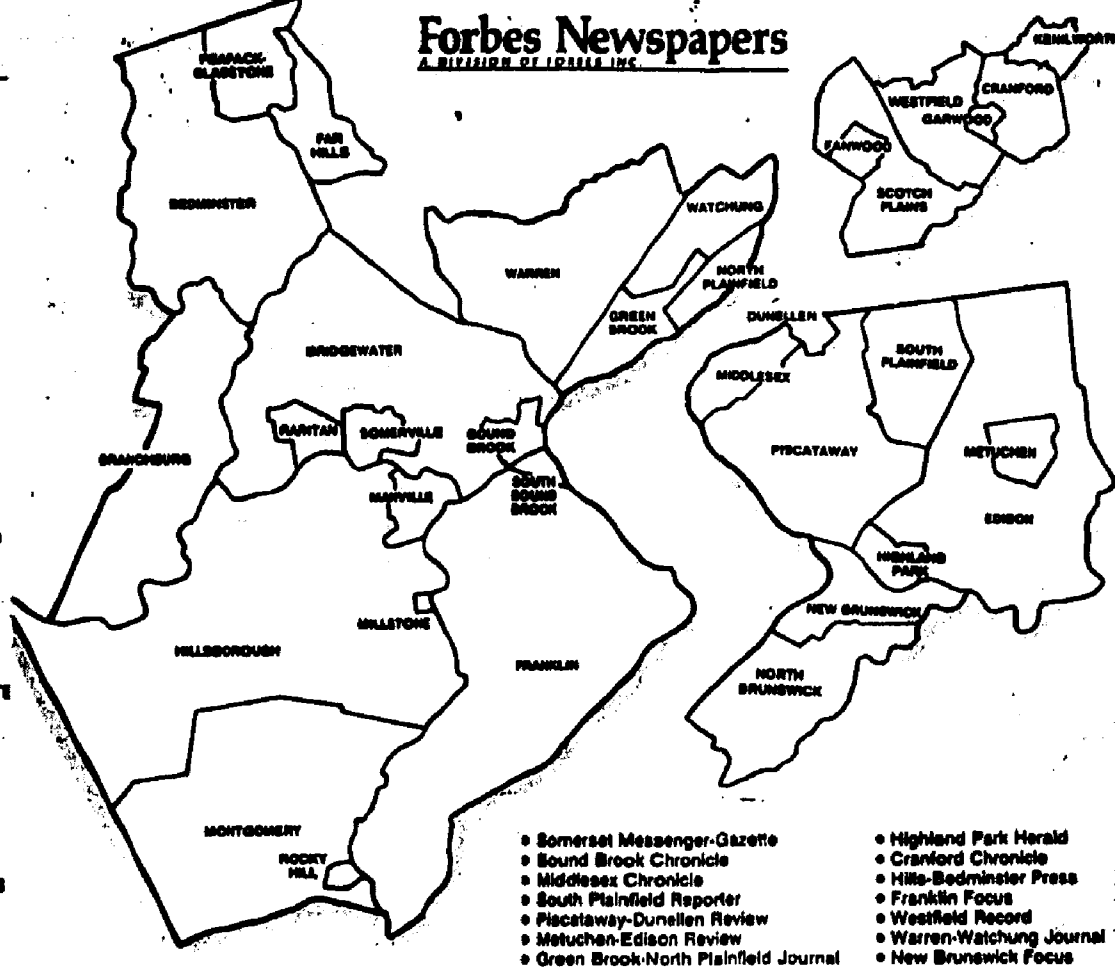 Forbes Newspapers
A DIVISION OF FORBES INC.
PEAPACK-
GLADSTONE
FAR
HILLS
BEDMINSTER
KENILWORTH
CRANFORD
WESTFIELD
GARWOOD
FANWOOD
SCOTCH
PLAINS
WATCHUNG
WARREN
NORTH
PLAINFIELD
GREEN
BROOK
DUNELLEN
SOUTH
PLAINFIELD
MIDDLESEX
BRIDGEWATER
RARITAN
SOMERVILLE
BOUND
BROOK
PISCATAWAY
METUCHEN
BRANCHBURG
MANVILLE
SOUTH
BOUND
BROOK
EDISON
HIGHLAND
PARK
NEW BRUNSWICK
MILLSTONE
HILLSBOROUGH
FRANKLIN
NORTH
BRUNSWICK
MONTGOMERY
ROCKY
HILL
• Somerset Messenger-Gazette
• Bound Brook Chronicle
• Middlesex Chronicle
• South Plainfield Reporter
• Piscataway-Dunellen Review
• Metuchen-Edison Review
• Green Brook-North Plainfield Journal
• Highland Park Herald
• Cranford Chronicle
• Hills-Bedminster Press
• Franklin Focus
• Westfield Record
• Warren-Watchung Journal
• New Brunswick Focus